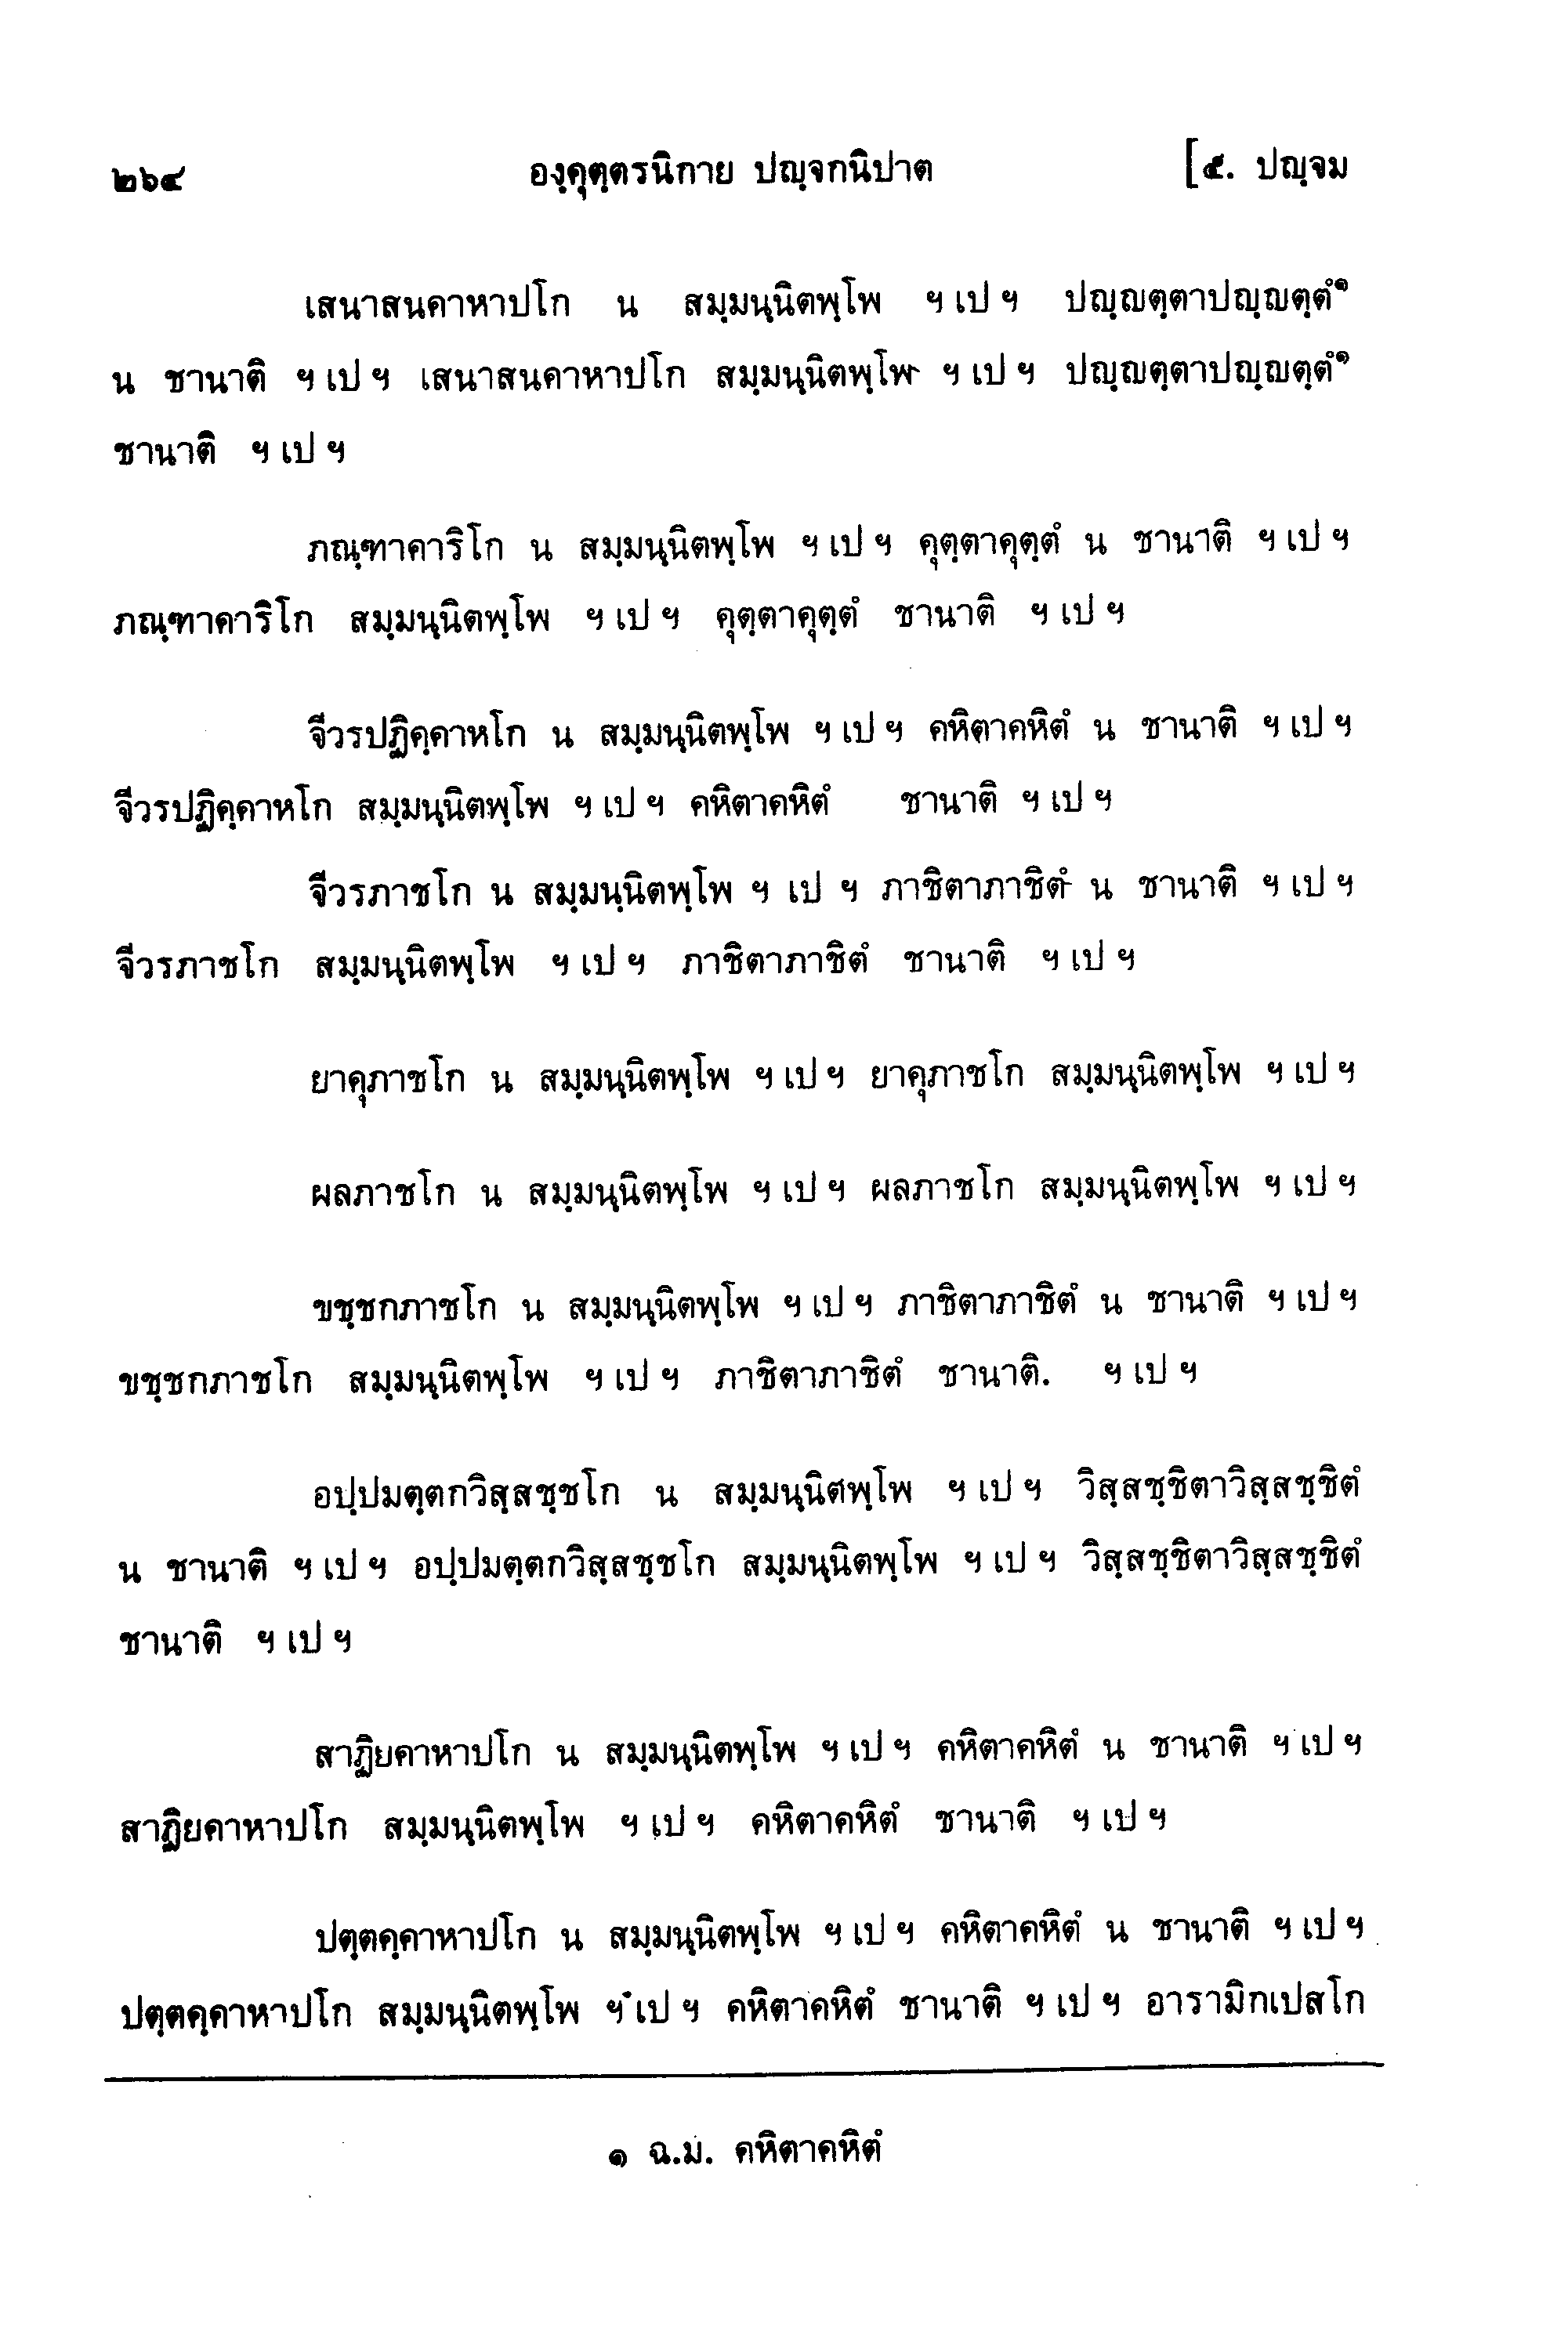 ๒๖๔ องฺคุตฺตรนิกาย ปญฺจกนิปาต [๕. ปญฺจม
เสนาสนคาหาปโก น สมฺมนฺนิตพฺโพ ฯ เป ฯ ปญฺญตฺตาปญฺญตฺตํ๑
น ชานาติ ฯ เป ฯ เสนาสนคาหาปโก สมฺมนฺนิตพฺโพ ฯ เป ฯ ปญฺญตฺตาปญฺญตฺตํ๑
ชานาติ ฯ เป ฯ
ภณฺฑาคาริโก น สมฺมนฺนิตพฺโพ ฯ เป ฯ คุตฺตาคุตฺตํ น ชานาติ ฯ เป ฯ
ภณฺฑาคาริโก สมฺมนฺนิตพฺโพ ฯ เป ฯ คุตฺตาคุตฺตํ ชานาติ ฯ เป ฯ
จีวรปฏิคฺคาหโก น สมฺมนฺนิตพฺโพ ฯ เป ฯ คหิตาคหิตํ น ชานาติ ฯ เป ฯ
จีวรปฏิคฺคาหโก สมฺมนฺนิตพฺโพ ฯ เป ฯ คหิตาคหิตํ ชานาติ ฯ เป ฯ
จีวรภาชโก น สมฺมนฺนิตพฺโพ ฯ เป ฯ ภาชิตาภาชิตํ น ชานาติ ฯ เป ฯ
จีวรภาชโก สมฺมนฺนิตพฺโพ ฯ เป ฯ ภาชิตาภาชิตํ ชานาติ ฯ เป ฯ
ยาคุภาชโก น สมฺมนฺนิตพฺโพ ฯ เป ฯ ยาคุภาชโก สมฺมนฺนิตพฺโพ ฯ เป ฯ
ผลภาชโก น สมฺมนฺนิตพฺโพ ฯ เป ฯ ผลภาชโก สมฺมนฺนิตพฺโพ ฯ เป ฯ
ขชฺชกภาชโก น สมฺมนฺนิตพฺโพ ฯ เป ฯ ภาชิตาภาชิตํ น ชานาติ ฯ เป ฯ
ขชฺชกภาชโก สมฺมนฺนิตพฺโพ ฯ เป ฯ ภาชิตาภาชิตํ ชานาติ. ฯ เป ฯ
อปฺปมตฺตกวิสฺสชฺชโก น สมฺมนฺนิตพฺโพ ฯ เป ฯ วิสฺสชฺชิตาวิสฺสชฺชิตํ
น ชานาติ ฯ เป ฯ อปฺปมตฺตกวิสฺสชฺชโก สมฺมนฺนิตพฺโพ ฯ เป ฯ วิสฺสชฺชิตาวิสฺสชฺชิตํ
ชานาติ ฯ เป ฯ
สาฏิยคาหาปโก น สมฺมนฺนิตพฺโพ ฯ เป ฯ คหิตาคหิตํ น ชานาติ ฯ เป ฯ
สาฏิยคาหาปโก สมฺมนฺนิตพฺโพ ฯ เป ฯ คหิตาคหิตํ ชานาติ ฯ เป ฯ
ปตฺตคฺคาหาปโก น สมฺมนฺนิตพฺโพ ฯ เป ฯ คหิตาคหิตํ น ชานาติ ฯ เป ฯ
ปตฺตคฺคาหาปโก สมฺมนฺนิตพฺโพ ฯ เป ฯ คหิตาคหิตํ ชานาติ ฯ เป ฯ อารามิกเปสโก
๑ ฉ.ม. คหิตาคหิตํ